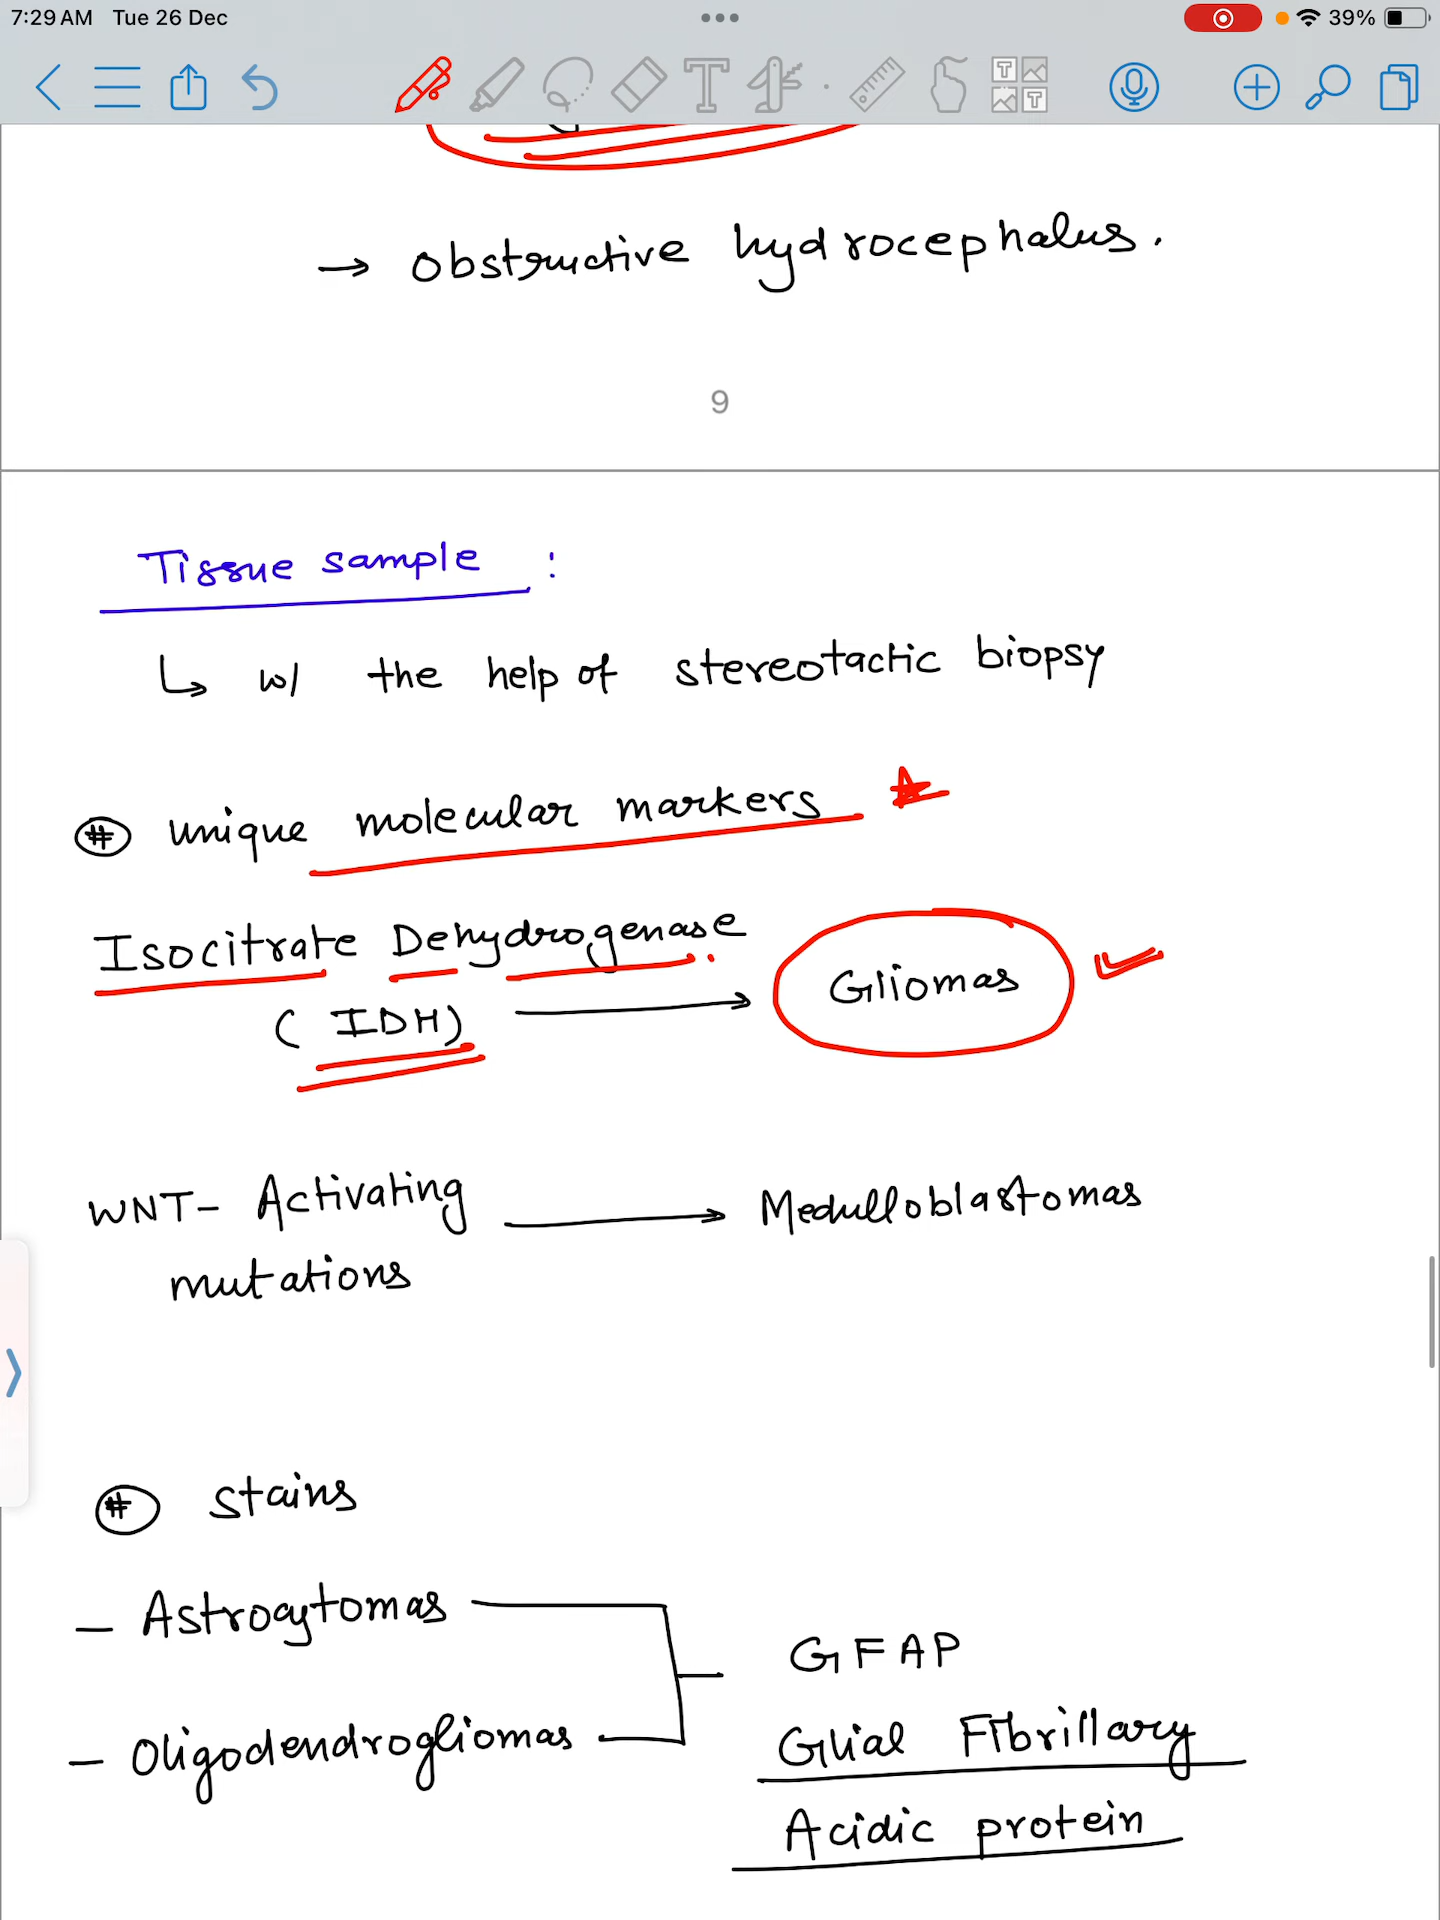 7:29 AM Tue 26 Dec
39%
→ Obstructive hydrocephalus.
9
Tissue sample :
↳ w/ the help of stereotactic biopsy
# unique molecular markers
Isocitrate Dehydrogenase
(IDH) → Gliomas
WNT- Activating → Medulloblastomas
mutations
# stains
- Astrocytomas
GFAP
- Oligodendrogliomas
Glial Fibrillary
Acidic protein